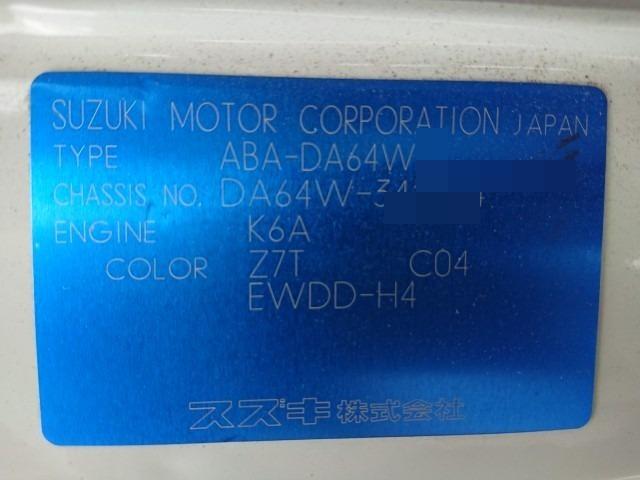 SUZUKI MOTOR CORPORATION JAPAN
TYPE ABA-DA64W
CHASSIS NO. DA64W-34
ENGINE K6A
COLOR Z7T C04
EWDD-H4
スズキ株式会社